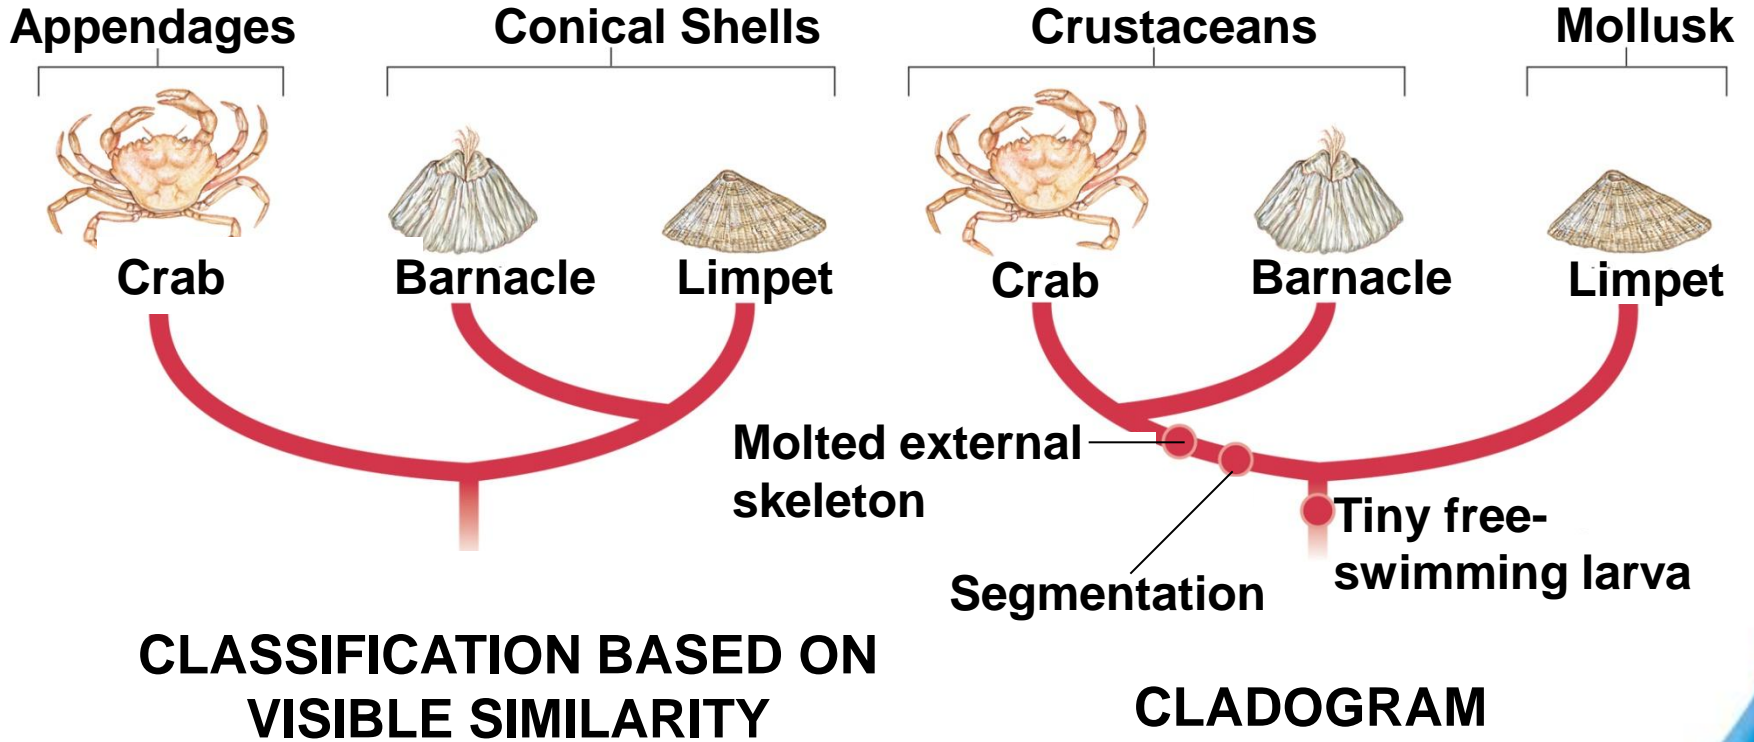 Appendages
Conical Shells
Crustaceans
Mollusk
Crab
Barnacle
Limpet
Crab
Barnacle
Limpet
Molted external
skeleton
Segmentation
Tiny free-
swimming larva
CLASSIFICATION BASED ON
VISIBLE SIMILARITY
CLADOGRAM